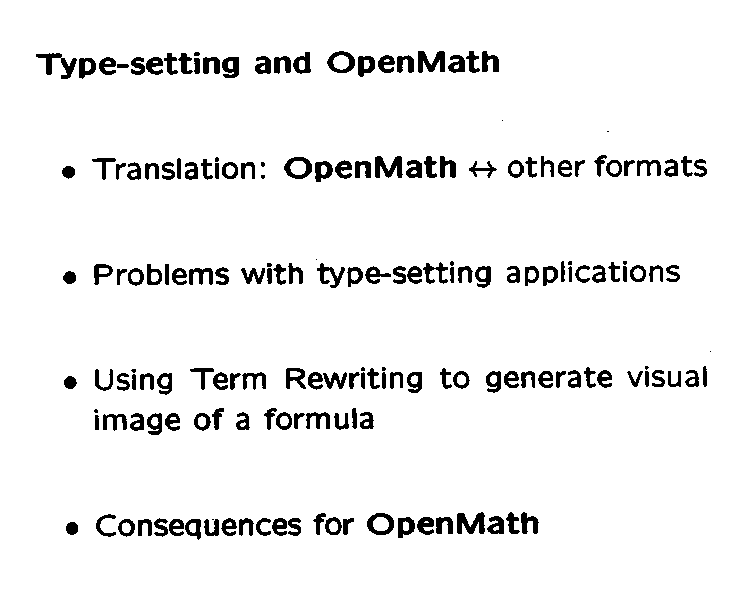 Type-setting and OpenMath
• Translation: OpenMath ↔ other formats
• Problems with type-setting applications
• Using Term Rewriting to generate visual
image of a formula
• Consequences for OpenMath